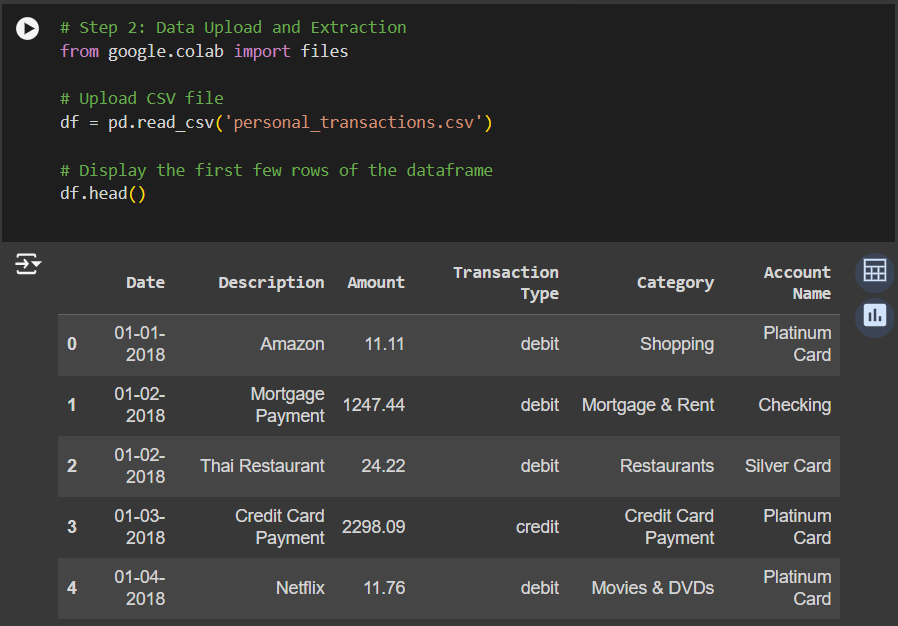 # Step 2: Data Upload and Extraction
from google.colab import files
# Upload CSV file
df = pd.read_csv('personal_transactions.csv')
# Display the first few rows of the dataframe
df.head()
Date Description Amount Transaction Type Category Account Name
0 01-01-2018 Amazon 11.11 debit Shopping Platinum Card
1 01-02-2018 Mortgage Payment 1247.44 debit Mortgage & Rent Checking
2 01-02-2018 Thai Restaurant 24.22 debit Restaurants Silver Card
3 01-03-2018 Credit Card Payment 2298.09 credit Credit Card Payment Platinum Card
4 01-04-2018 Netflix 11.76 debit Movies & DVDs Platinum Card